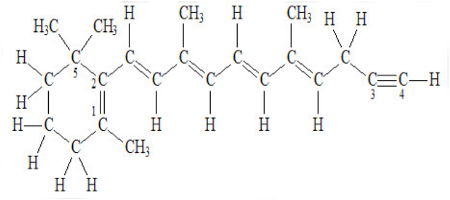 H CH₃ H CH₃ H H
H₃C CH₃
H C C C C C C
5
C 2 C C C C C C≡C–H
3 4
H
1
H–C C H H H H
C CH₃
H
H H